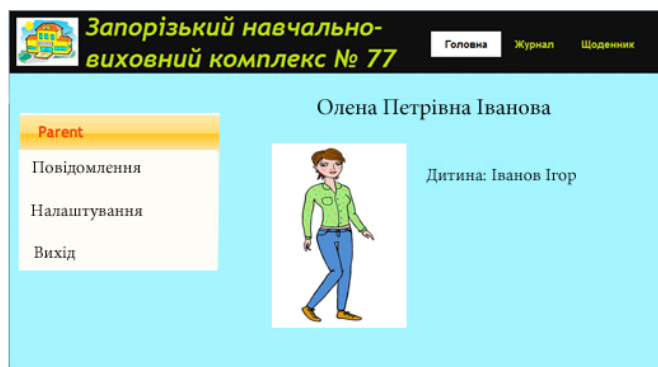 Запорізький навчально-
виховний комплекс № 77
Головна
Журнал
Щоденник
Олена Петрівна Іванова
Parent
Повідомлення
Налаштування
Вихід
Дитина: Іванов Ігор